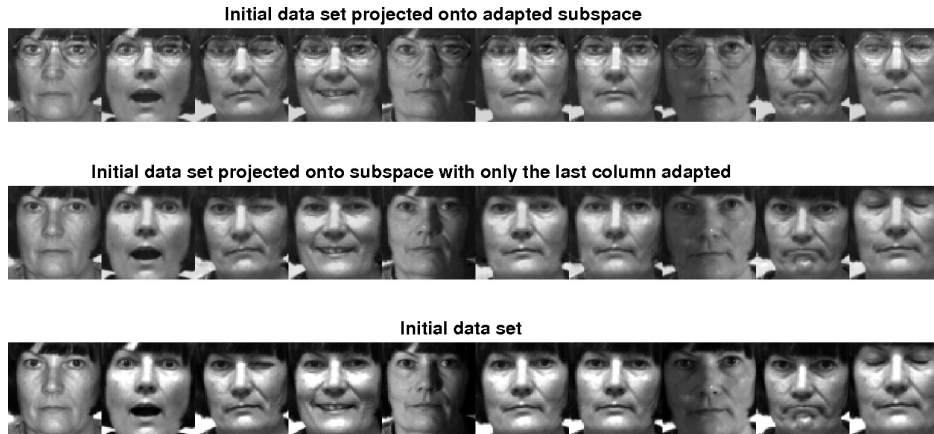 Initial data set projected onto adapted subspace
Initial data set projected onto subspace with only the last column adapted
Initial data set